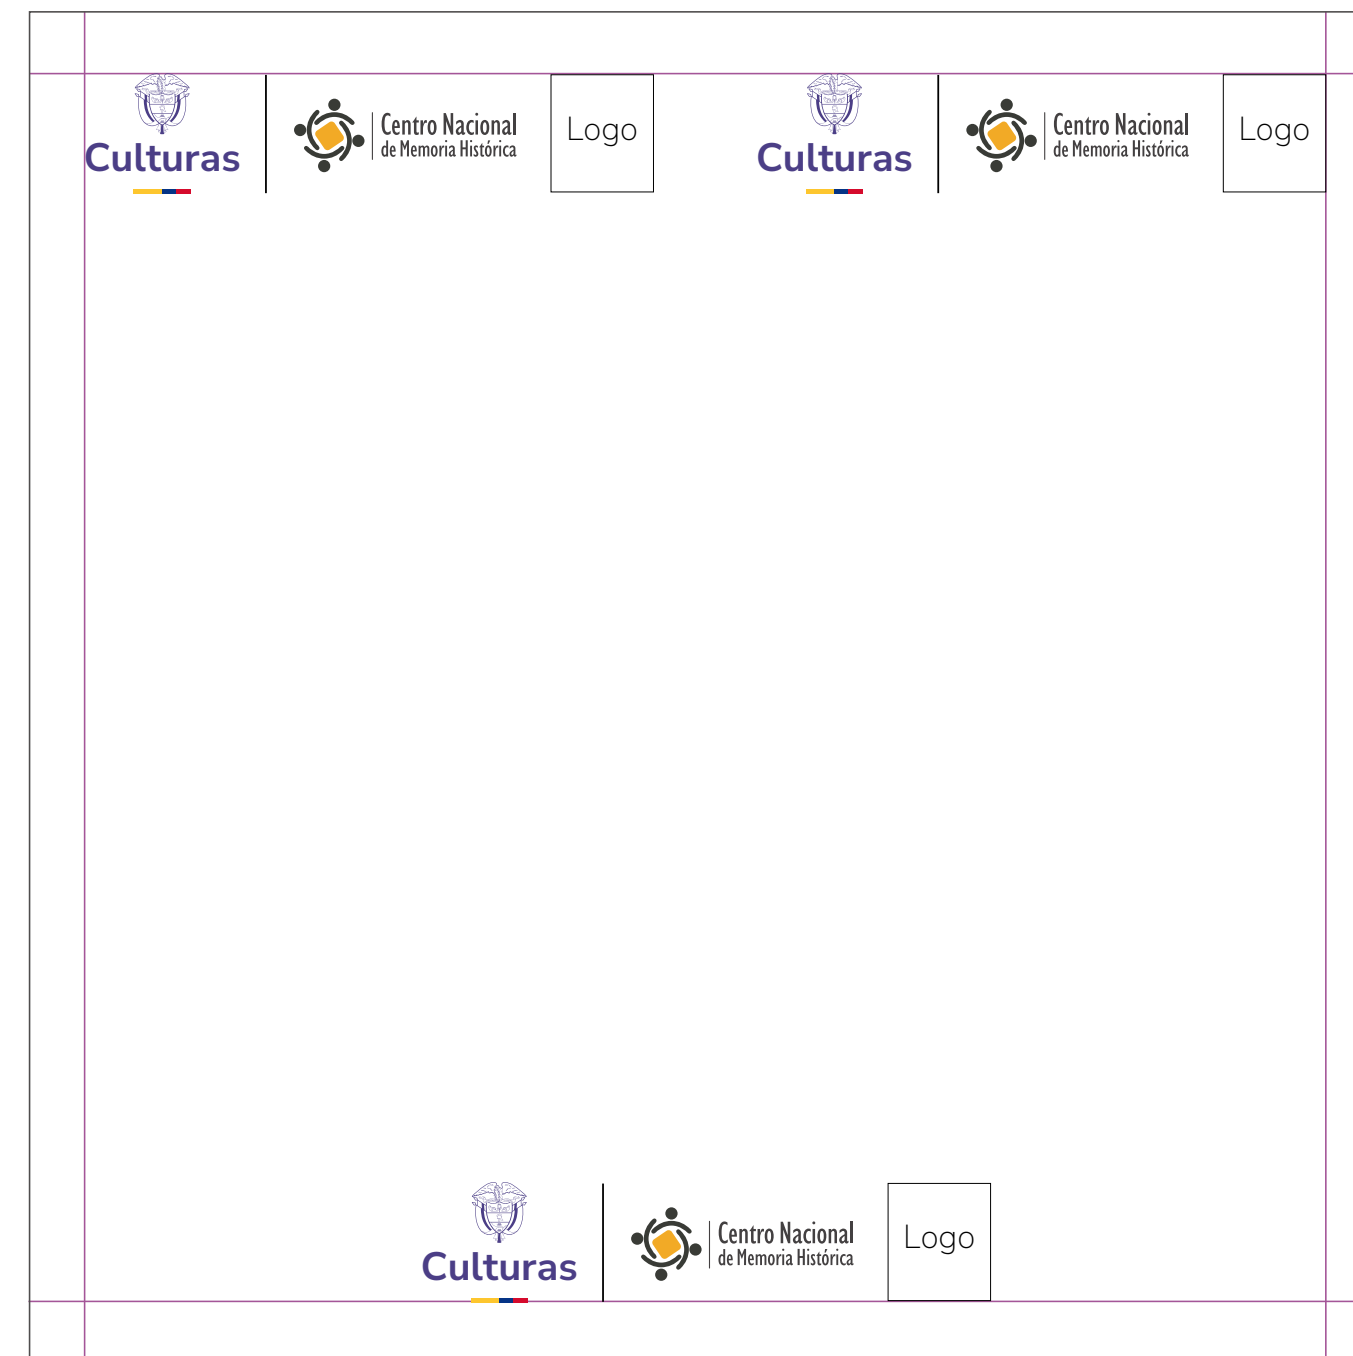 Culturas
Centro Nacional
de Memoria Histórica
Logo
Culturas
Centro Nacional
de Memoria Histórica
Logo
Culturas
Centro Nacional
de Memoria Histórica
Logo